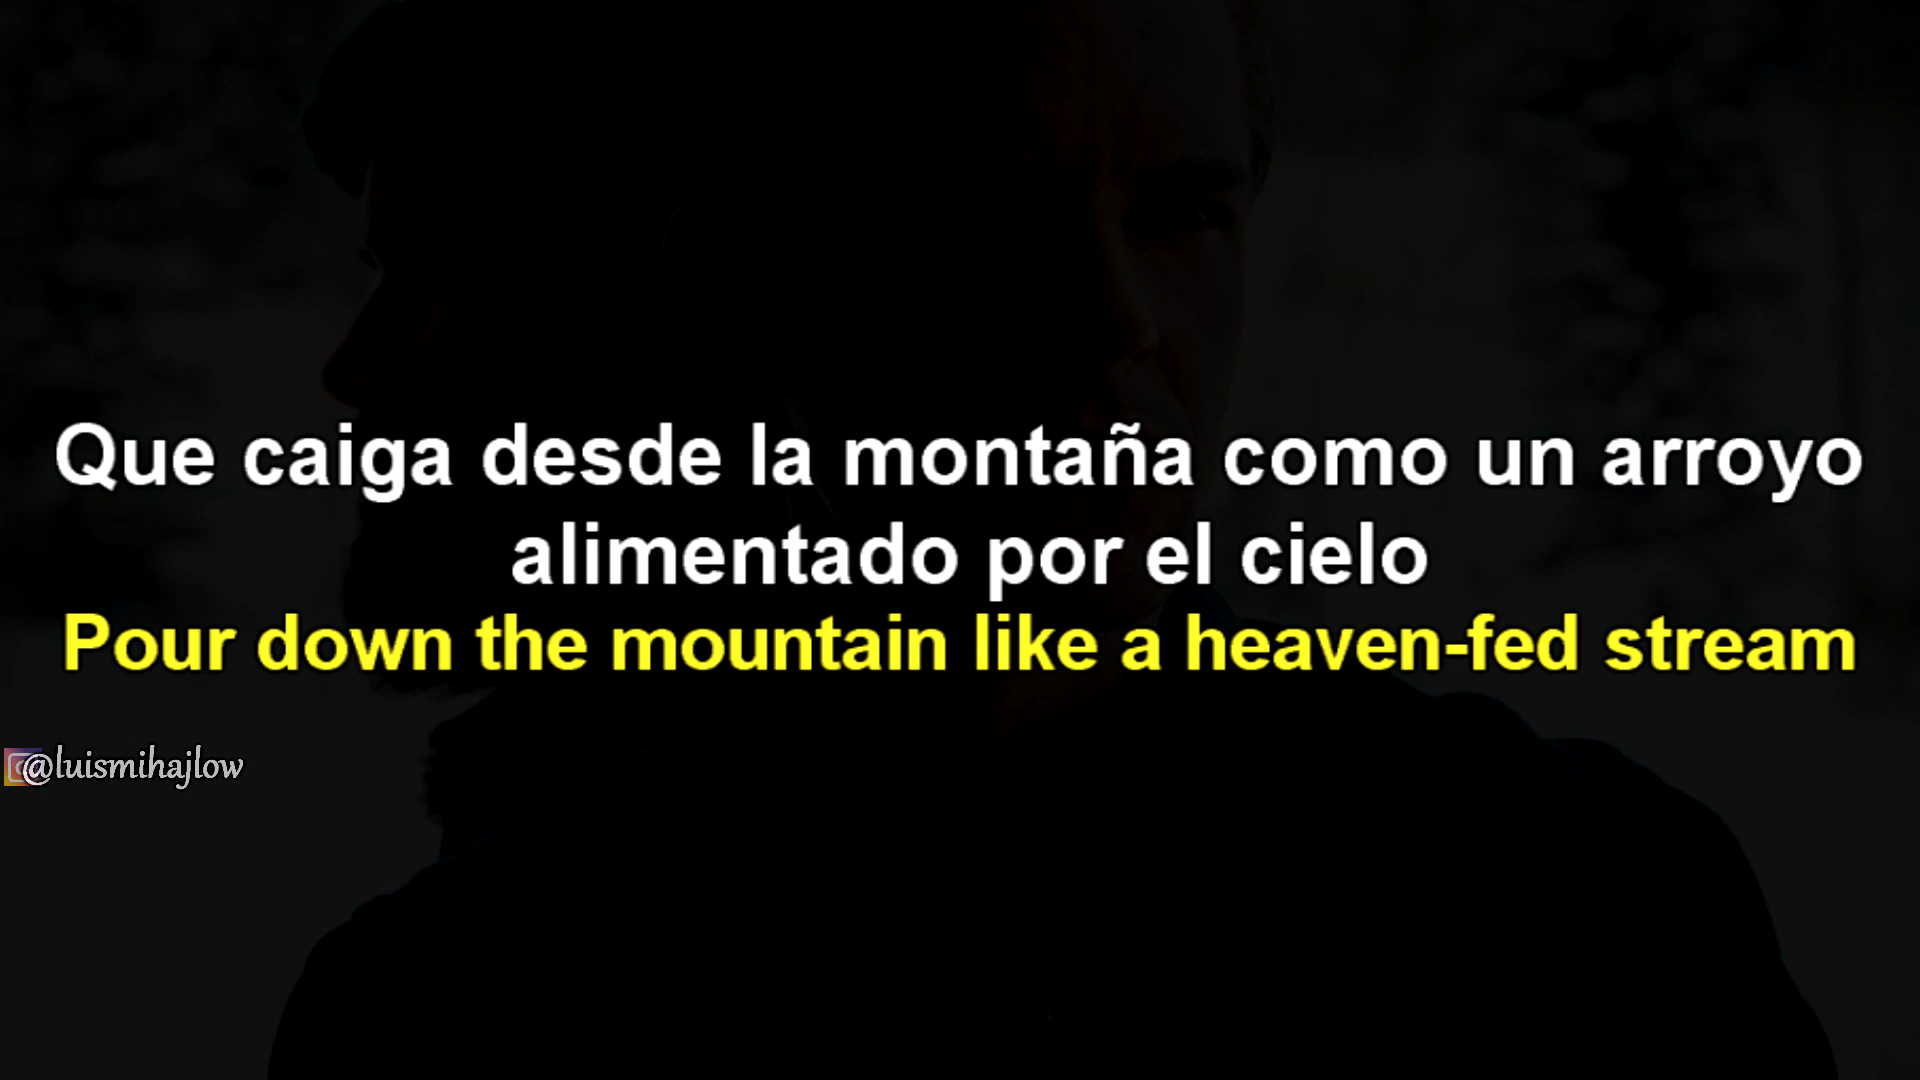 Que caiga desde la montaña como un arroyo
alimentado por el cielo
Pour down the mountain like a heaven-fed stream
@luismihajlow